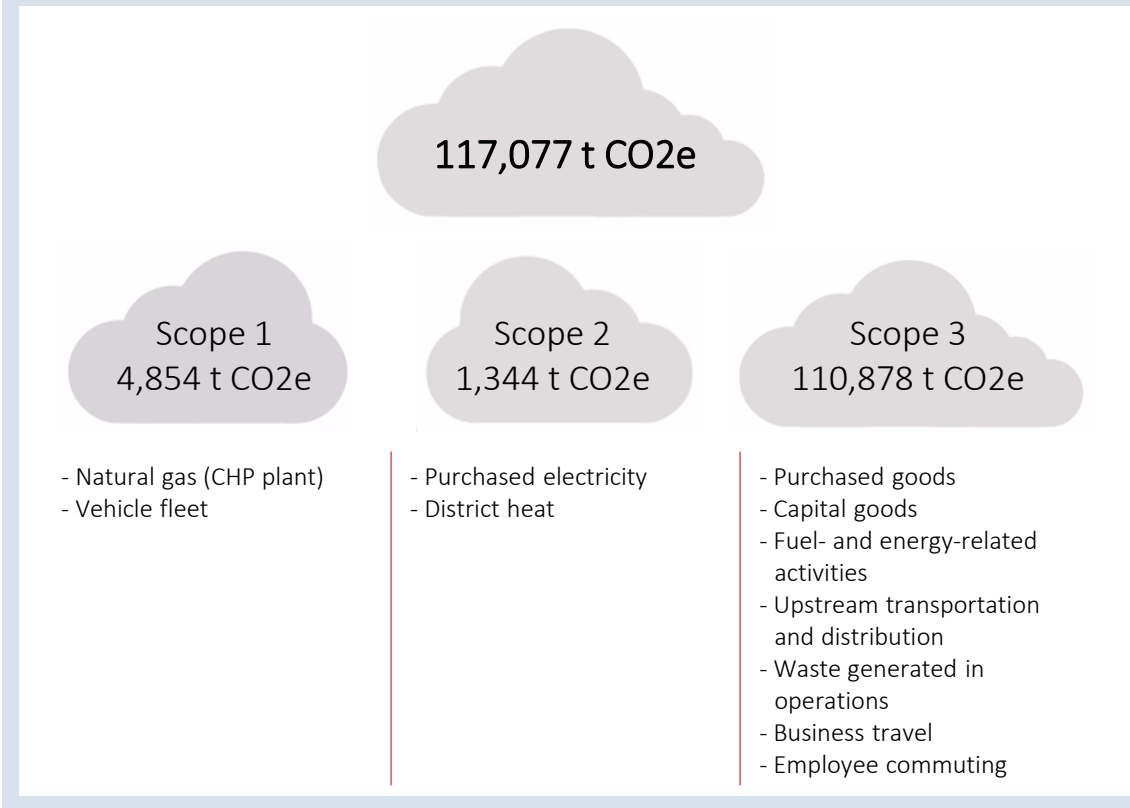 117,077 t CO2e
Scope 1
4,854 t CO2e
Scope 2
1,344 t CO2e
Scope 3
110,878 t CO2e
- Natural gas (CHP plant)
- Vehicle fleet
- Purchased electricity
- District heat
- Purchased goods
- Capital goods
- Fuel- and energy-related
activities
- Upstream transportation
and distribution
- Waste generated in
operations
- Business travel
- Employee commuting